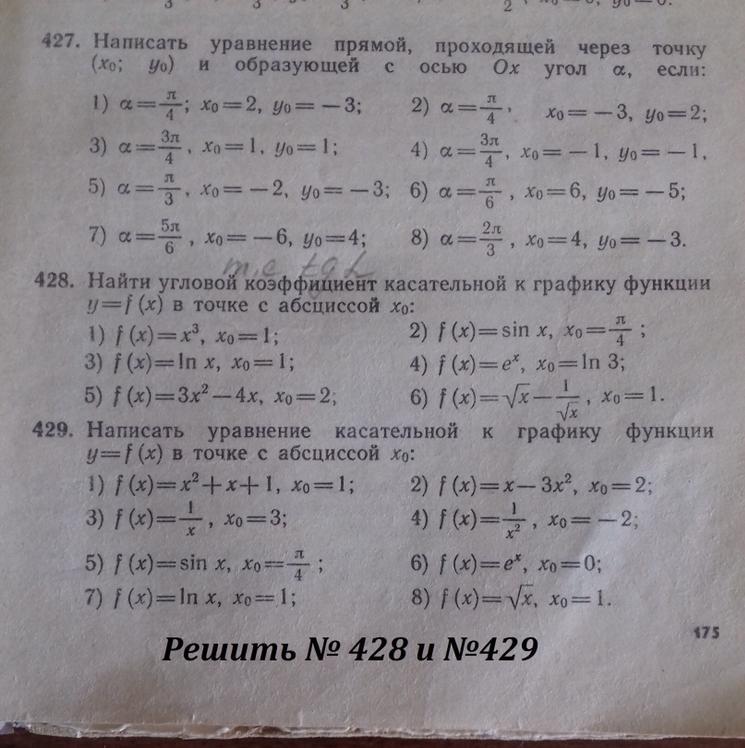 427. Написать уравнение прямой, проходящей через точку
(x₀; y₀) и образующей с осью Ox угол α, если:
1) α=π/4; x₀=2, y₀=−3; 2) α=π/4, x₀=−3, y₀=2;
3) α=3π/4, x₀=1, y₀=1; 4) α=3π/4, x₀=−1, y₀=−1,
5) α=π/3, x₀=−2, y₀=−3; 6) α=π/6, x₀=6, y₀=−5;
7) α=5π/6, x₀=−6, y₀=4; 8) α=2π/3, x₀=4, y₀=−3.
428. Найти угловой коэффициент касательной к графику функции
y=f(x) в точке с абсциссой x₀:
1) f(x)=x³, x₀=1; 2) f(x)=sin x, x₀=π/4;
3) f(x)=ln x, x₀=1; 4) f(x)=eˣ, x₀=ln 3;
5) f(x)=3x²−4x, x₀=2; 6) f(x)=√x−1/√x, x₀=1.
429. Написать уравнение касательной к графику функции
y=f(x) в точке с абсциссой x₀:
1) f(x)=x²+x+1, x₀=1; 2) f(x)=x−3x², x₀=2;
3) f(x)=1/x, x₀=3; 4) f(x)=1/x², x₀=−2;
5) f(x)=sin x, x₀=π/4; 6) f(x)=eˣ, x₀=0;
7) f(x)=ln x, x₀=1; 8) f(x)=√x, x₀=1.
175
Решить № 428 и №429